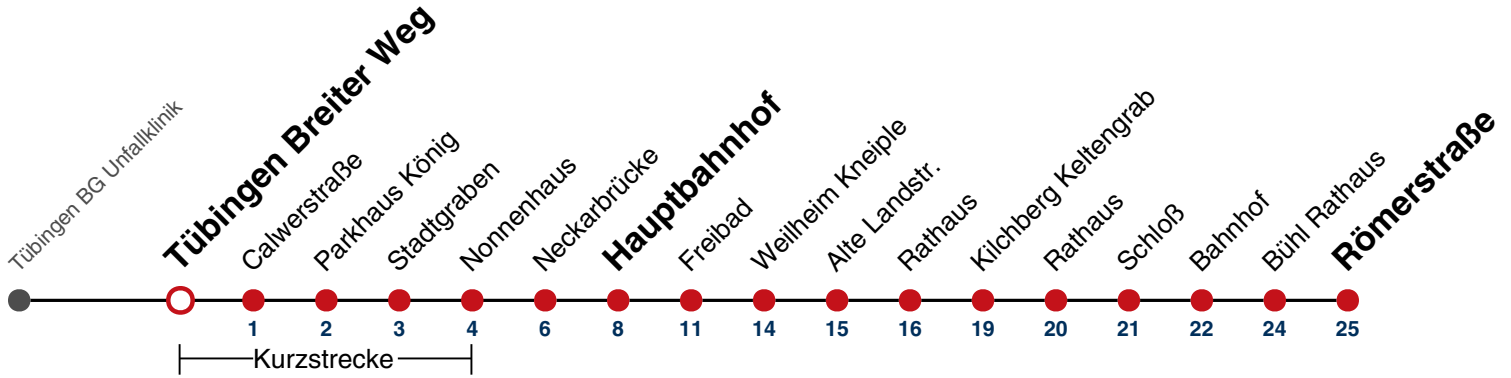 Tübingen BG Unfallklinik
Tübingen Breiter Weg
Calwerstraße
Parkhaus König
Stadtgraben
Nonnenhaus
Neckarbrücke
Hauptbahnhof
Freibad
Weilheim Kneiple
Alte Landstr.
Rathaus
Kilchberg Keltengrab
Rathaus
Schloß
Bahnhof
Bühl Rathaus
Römerstraße
1 2 3 4 6 8 11 14 15 16 19 20 21 22 24 25
Kurzstrecke